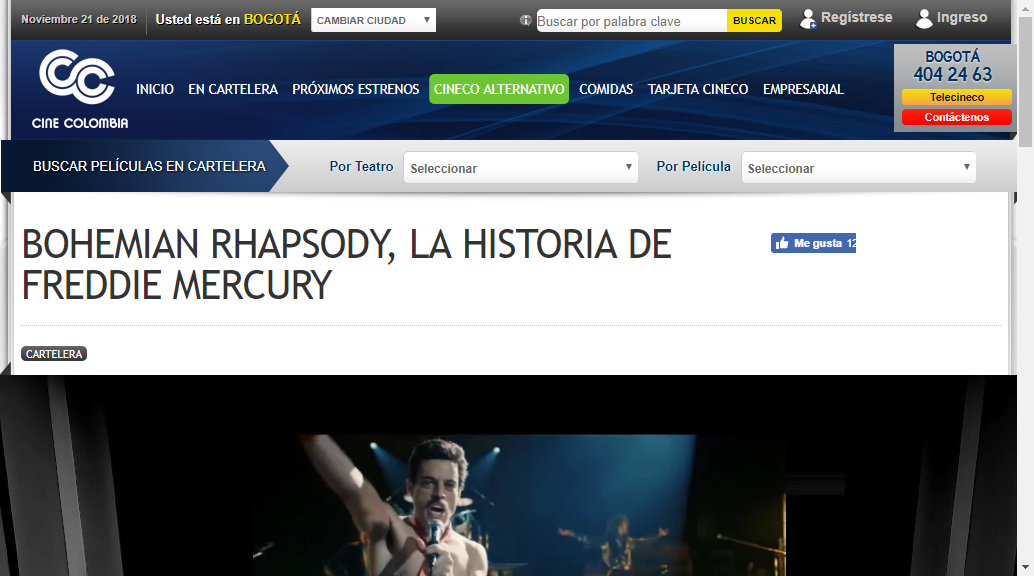 Noviembre 21 de 2018
Usted está en BOGOTÁ
CAMBIAR CIUDAD
Buscar por palabra clave
BUSCAR
Regístrese
Ingreso
CINE COLOMBIA
INICIO
EN CARTELERA
PRÓXIMOS ESTRENOS
CINECO ALTERNATIVO
COMIDAS
TARJETA CINECO
EMPRESARIAL
BOGOTÁ
404 24 63
Telecineco
Contáctenos
BUSCAR PELÍCULAS EN CARTELERA
Por Teatro
Seleccionar
Por Película
Seleccionar
BOHEMIAN RHAPSODY, LA HISTORIA DE
FREDDIE MERCURY
Me gusta 12
CARTELERA